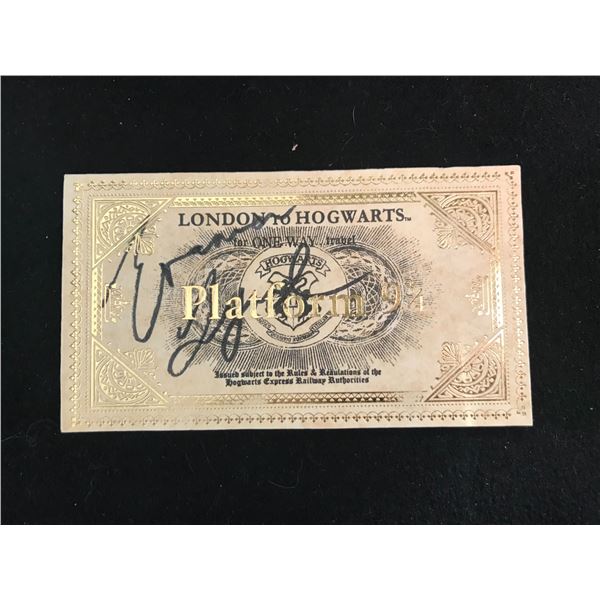 LONDON TO HOGWARTS™
for ONE WAY travel
HOGWARTS
Platform 9¾
Issued subject to the Rules & Regulations of the
Hogwarts Express Railway Authorities